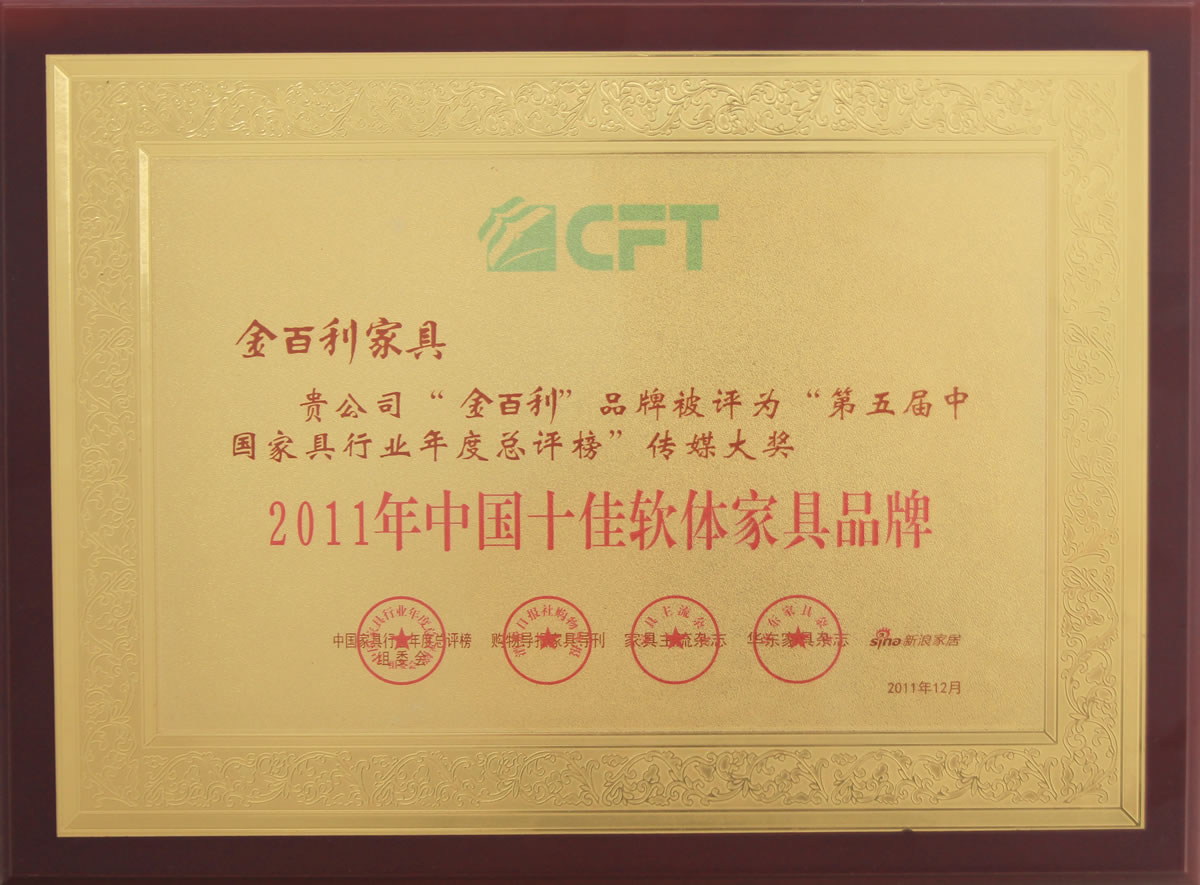 CFT
金百利家具
贵公司“金百利”品牌被评为“第五届中
国家具行业年度总评榜”传媒大奖
2011年中国十佳软体家具品牌
中国家具行业年度总评榜 购物导报家具导刊 家具主流杂志 华东家具杂志 sina新浪家居
组委会
2011年12月